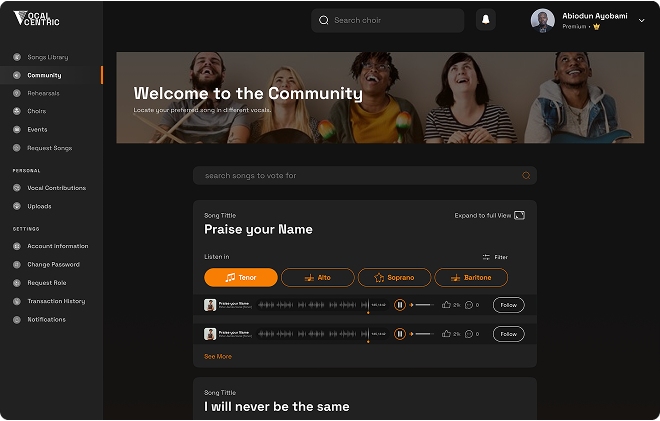 VOCAL
CENTRIC
Search choir
Abiodun Ayobami
Premium •
Songs Library
Community
Rehearsals
Choirs
Events
Request Songs
PERSONAL
Vocal Contributions
Uploads
SETTINGS
Account information
Change Password
Request Role
Transaction History
Notifications
Welcome to the Community
Locate your preferred song in different vocals.
search songs to vote for
Song Tittle
Expand to full View
Praise your Name
Listen in
Filter
Tenor
Alto
Soprano
Baritone
Praise your Name
2k
0
Follow
Praise your Name
2k
0
Follow
See More
Song Tittle
I will never be the same